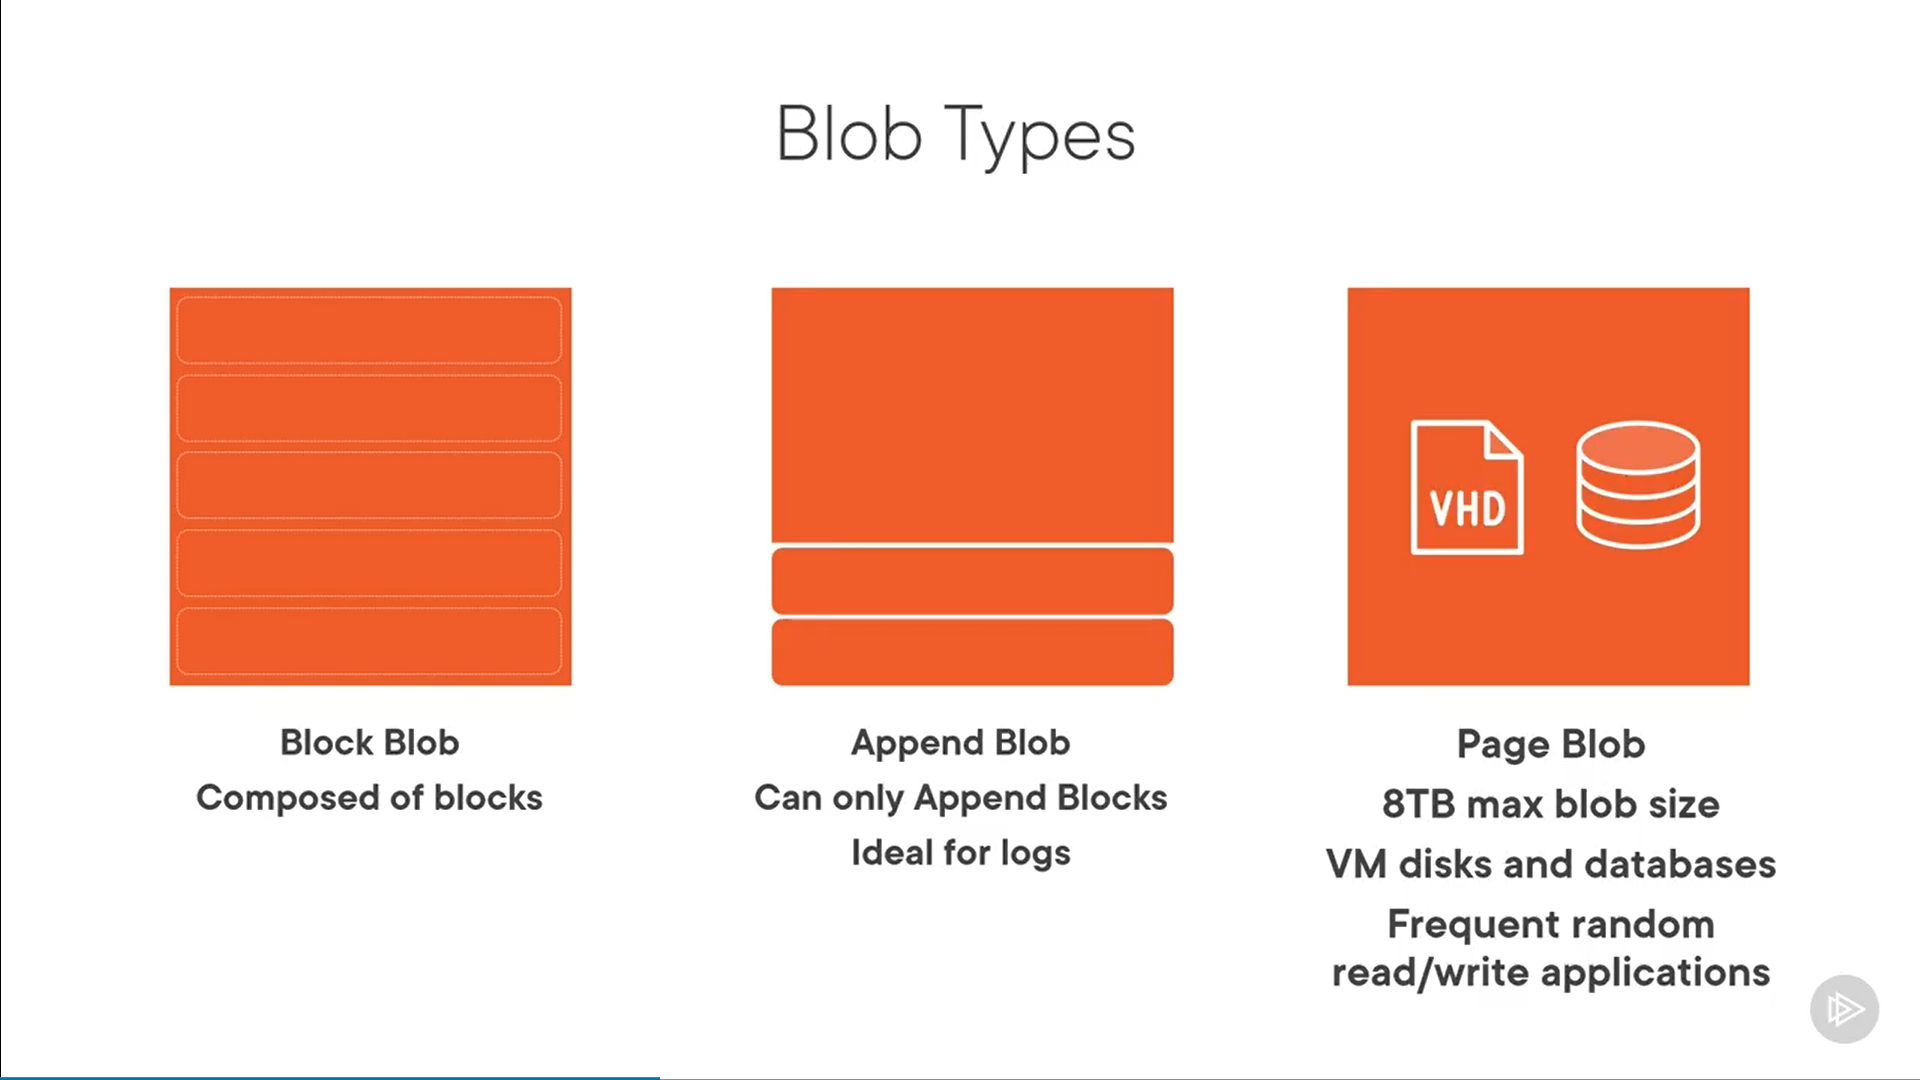 Blob Types
VHD
Block Blob
Composed of blocks
Append Blob
Can only Append Blocks
Ideal for logs
Page Blob
8TB max blob size
VM disks and databases
Frequent random
read/write applications